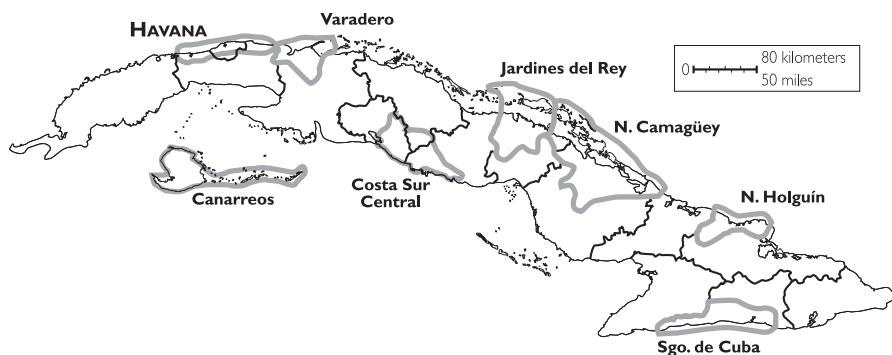 Varadero
HAVANA
0
80 kilometers
50 miles
Jardines del Rey
N. Camagüey
Canarreos
Costa Sur
Central
N. Holguín
Sgo. de Cuba